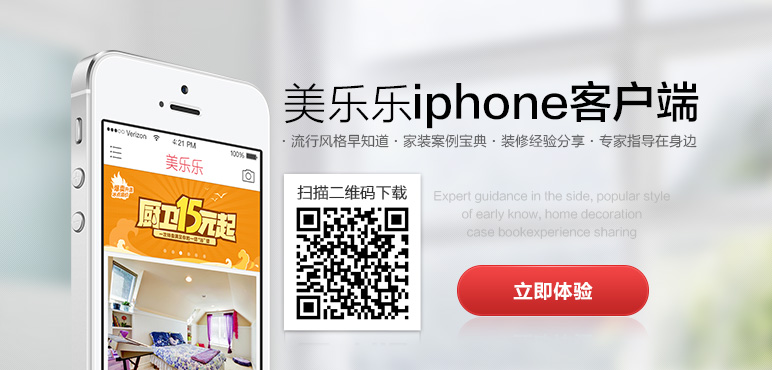 美乐乐iphone客户端
· 流行风格早知道 · 家装案例宝典 · 装修经验分享 · 专家指导在身边
Verizon
4:21 PM
100%
美乐乐
厨卫15元起
扫描二维码下载
Expert guidance in the side, popular style
of early know, home decoration
case bookexperience sharing
立即体验